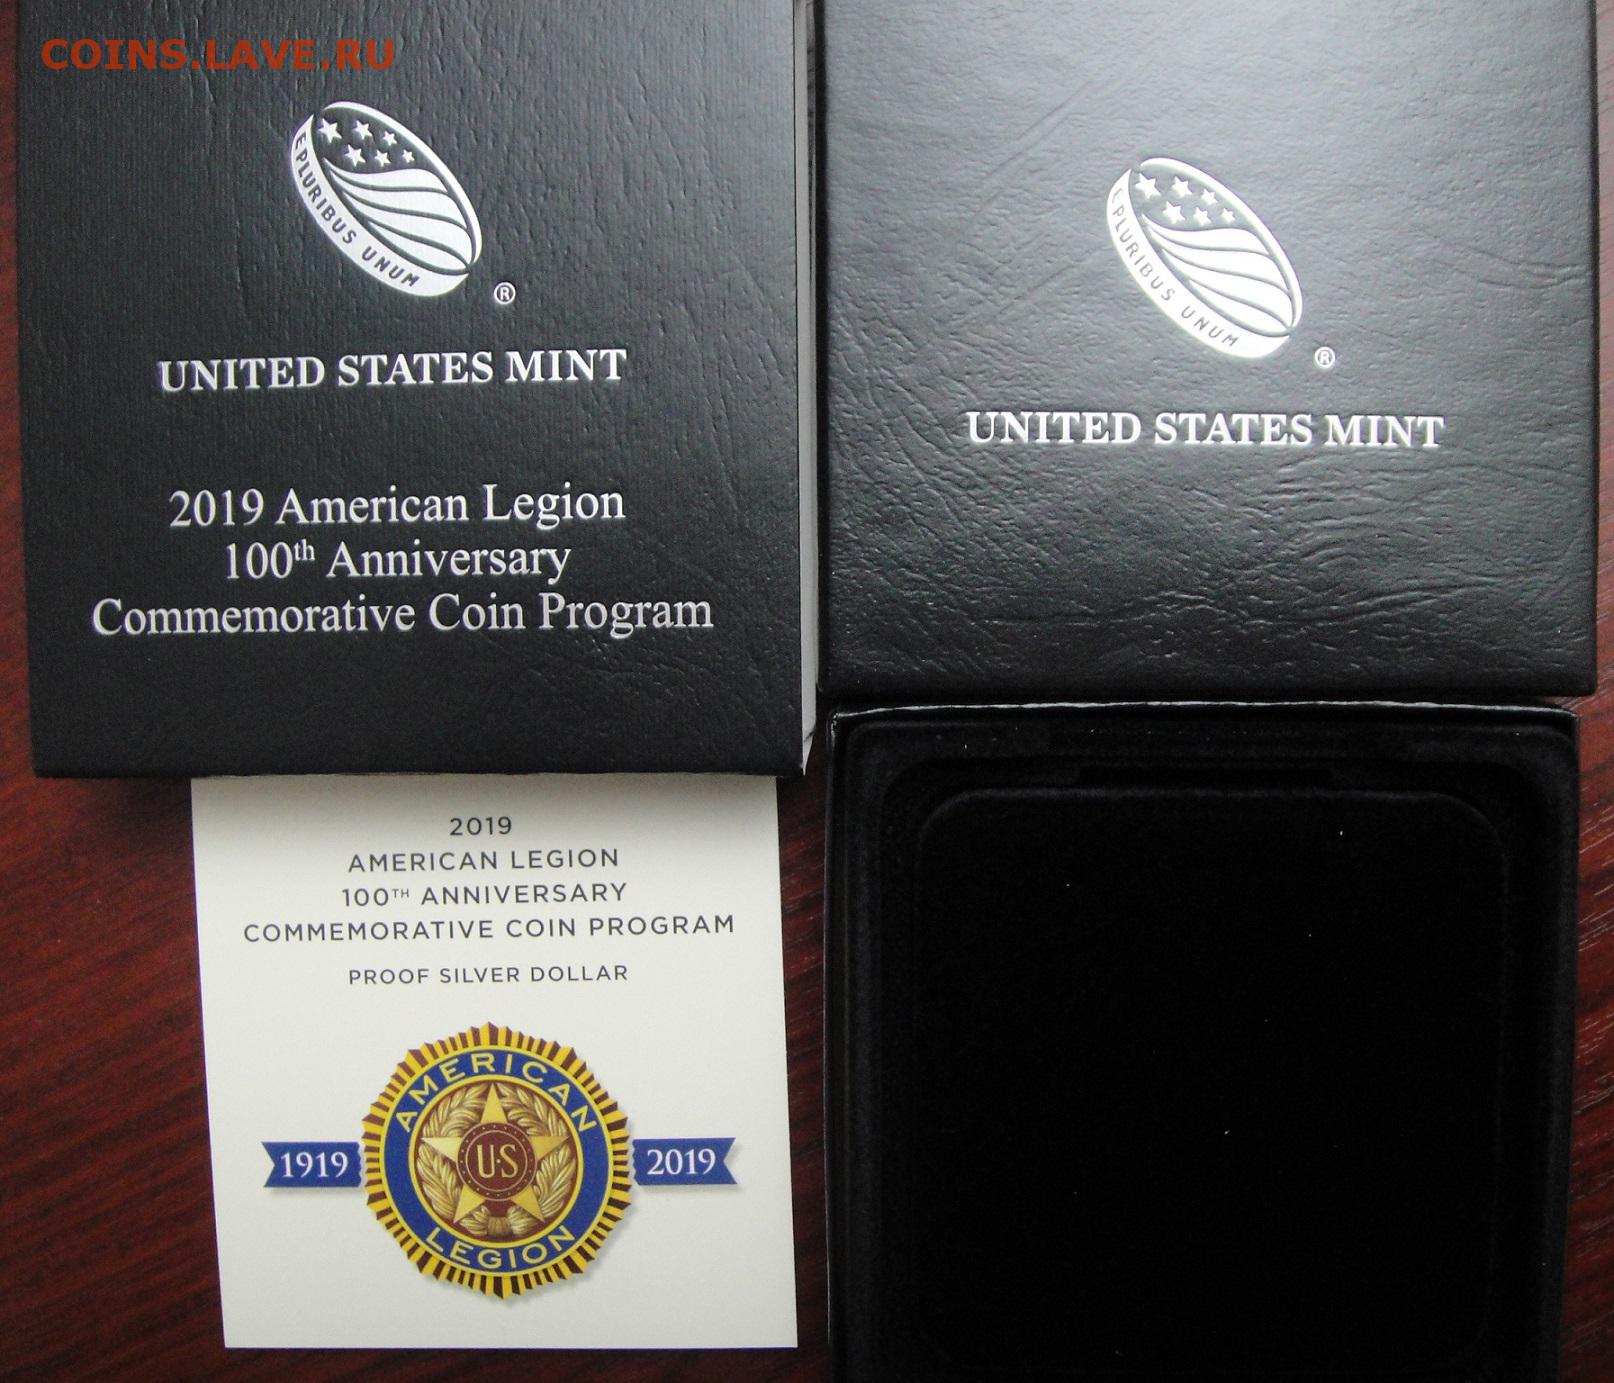 COINS.LAVE.RU
E PLURIBUS UNUM
®
UNITED STATES MINT
2019 American Legion
100th Anniversary
Commemorative Coin Program
E PLURIBUS UNUM
®
UNITED STATES MINT
2019
AMERICAN LEGION
100TH ANNIVERSARY
COMMEMORATIVE COIN PROGRAM
PROOF SILVER DOLLAR
AMERICAN
1919
U·S
2019
LEGION